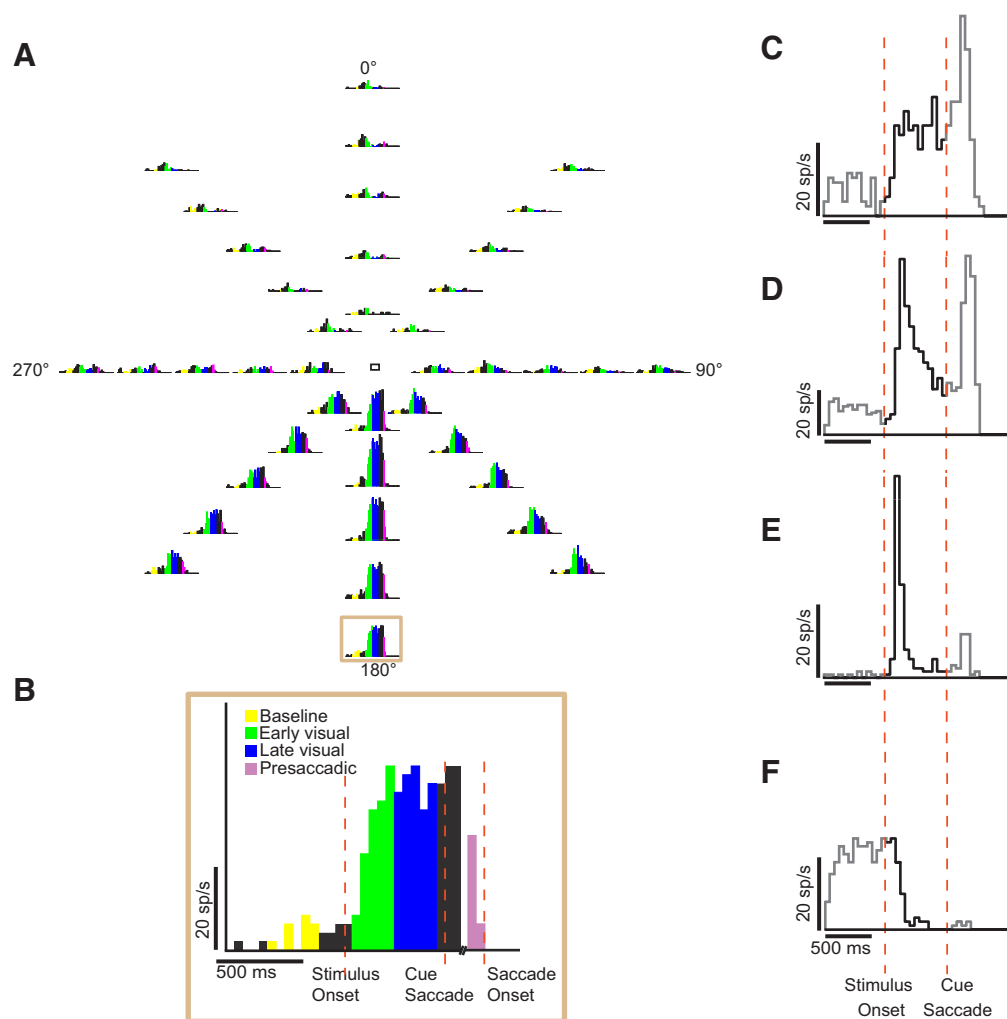 A
0°
270°
90°
180°
B
Baseline
Early visual
Late visual
Presaccadic
20 sp/s
500 ms
Stimulus
Onset
Cue
Saccade
Saccade
Onset
C
20 sp/s
D
20 sp/s
E
20 sp/s
F
20 sp/s
500 ms
Stimulus
Onset
Cue
Saccade